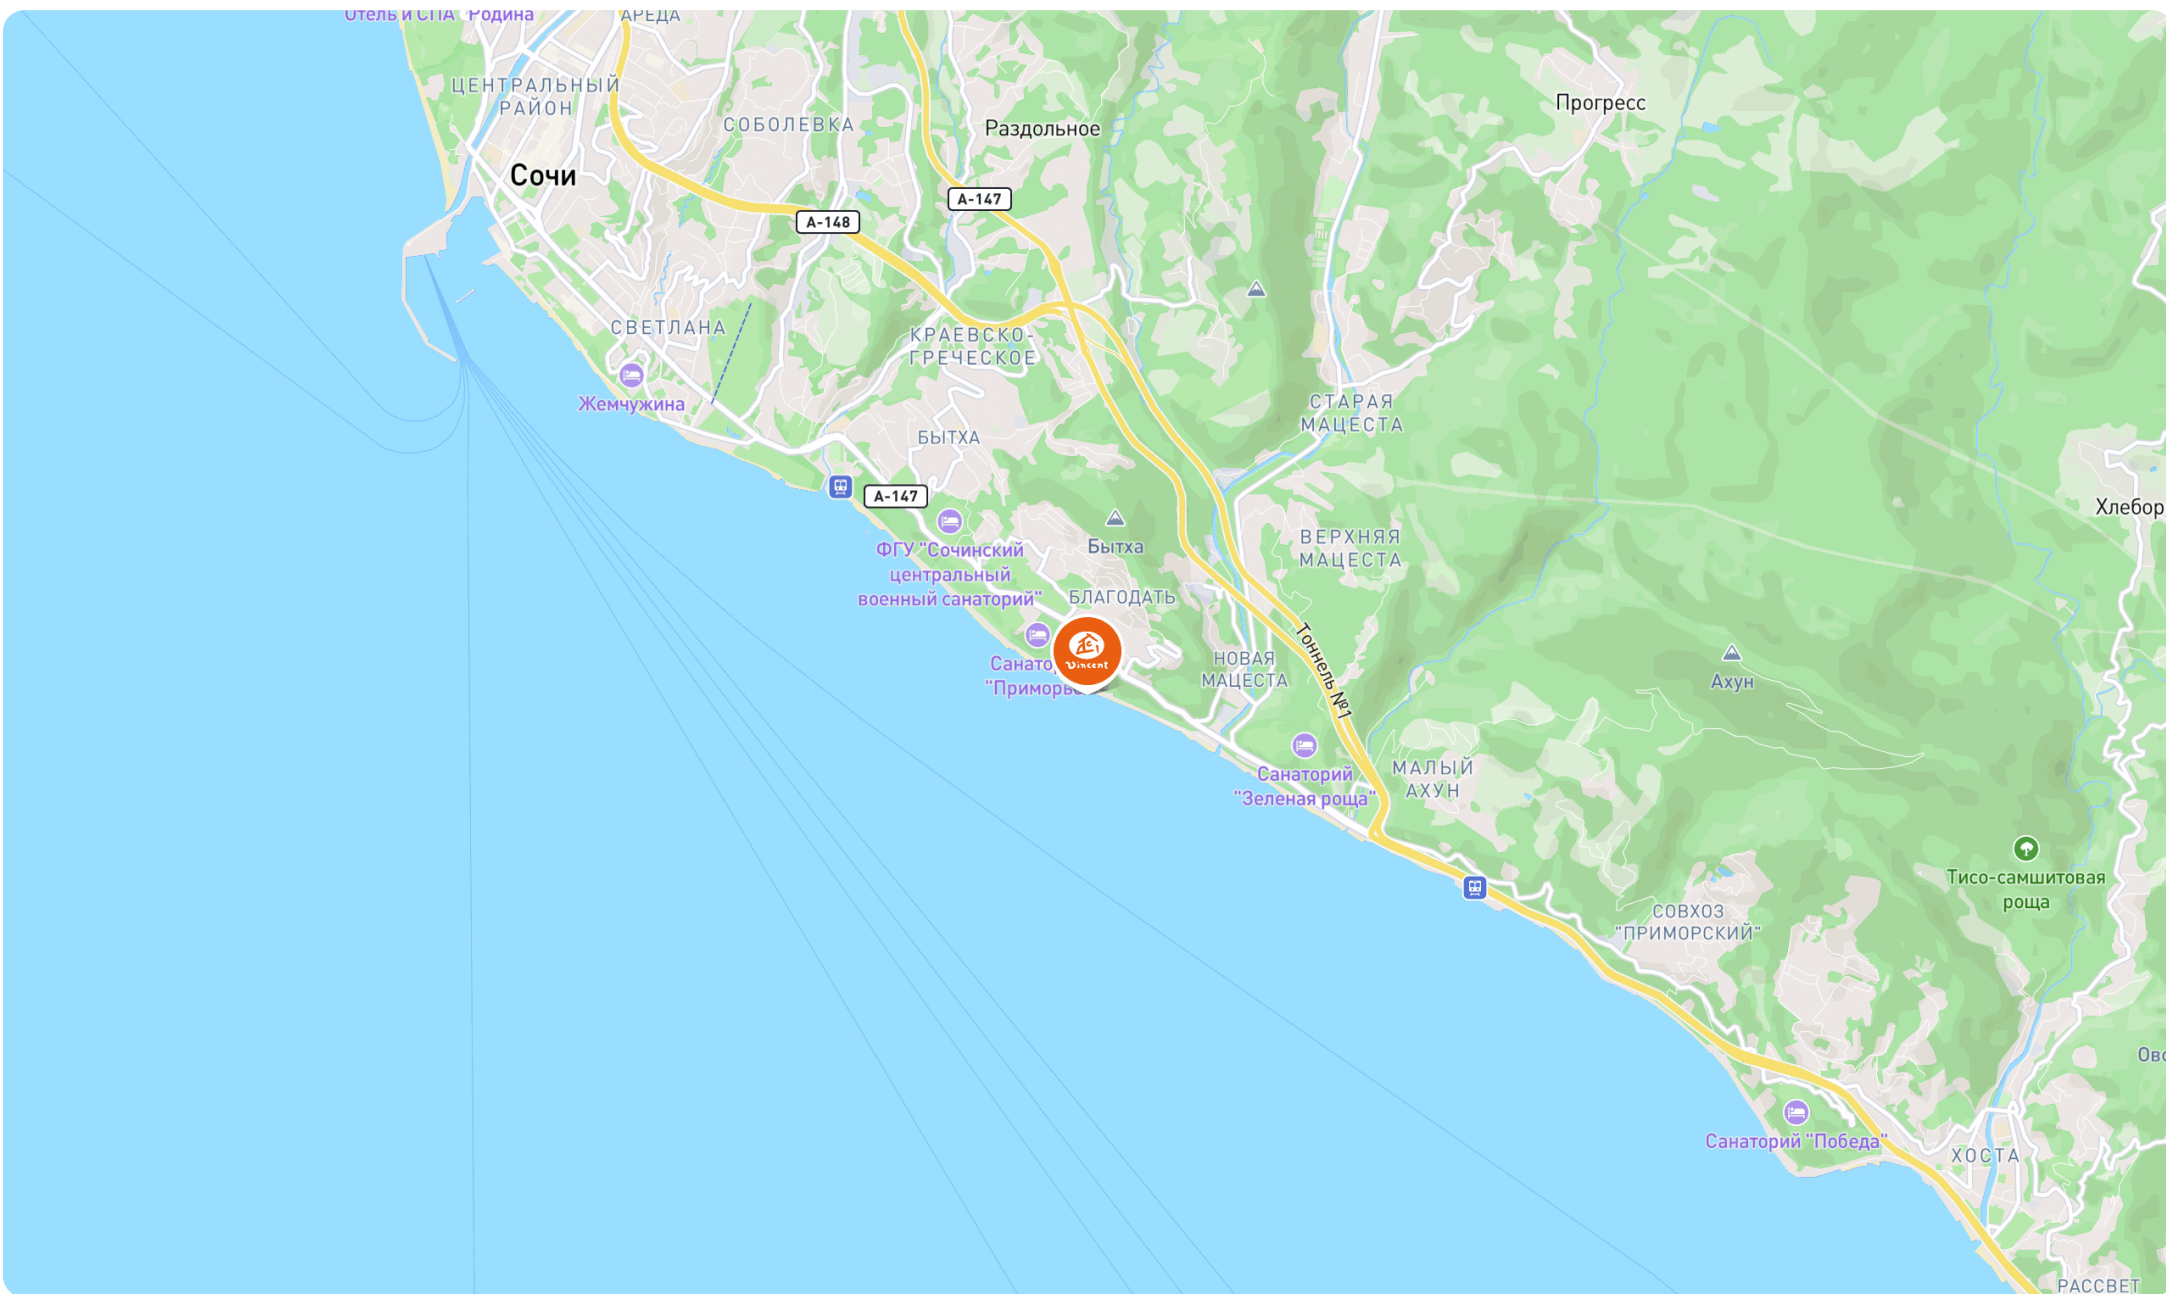 Отель и СПА "Родина
АРЕДА
ЦЕНТРАЛЬНЫЙ
РАЙОН
СОБОЛЕВКА
Раздольное
Прогресс
Сочи
А-147
А-148
СВЕТЛАНА
КРАЕВСКО-
ГРЕЧЕСКОЕ
Жемчужина
СТАРАЯ
МАЦЕСТА
БЫТХА
А-147
Хлебор
ФГУ "Сочинский
центральный
военный санаторий"
Бытха
ВЕРХНЯЯ
МАЦЕСТА
БЛАГОДАТЬ
Vincent
Санато
"Приморь
НОВАЯ
МАЦЕСТА
Тоннель №1
Ахун
Санаторий
"Зеленая роща"
МАЛЫЙ
АХУН
Тисо-самшитовая
роща
СОВХОЗ
"ПРИМОРСКИЙ"
Ово
Санаторий "Победа"
ХОСТА
РАССВЕТ